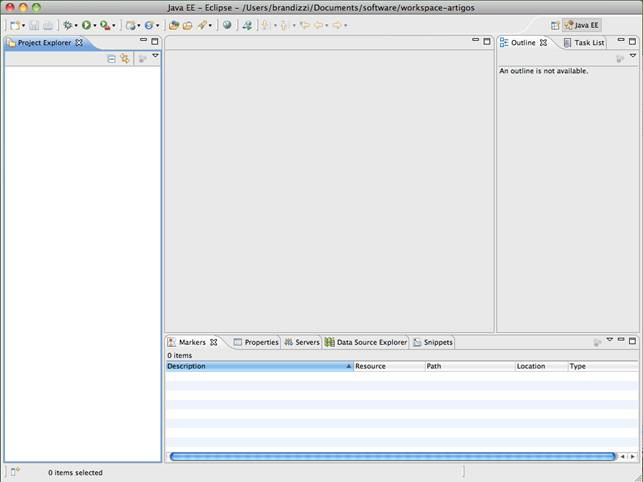 Java EE - Eclipse - /Users/brandizzi/Documents/software/workspace-artigos
Java EE
Project Explorer
Outline Task List
An outline is not available.
Markers Properties Servers Data Source Explorer Snippets
0 items
Description Resource Path Location Type
0 items selected